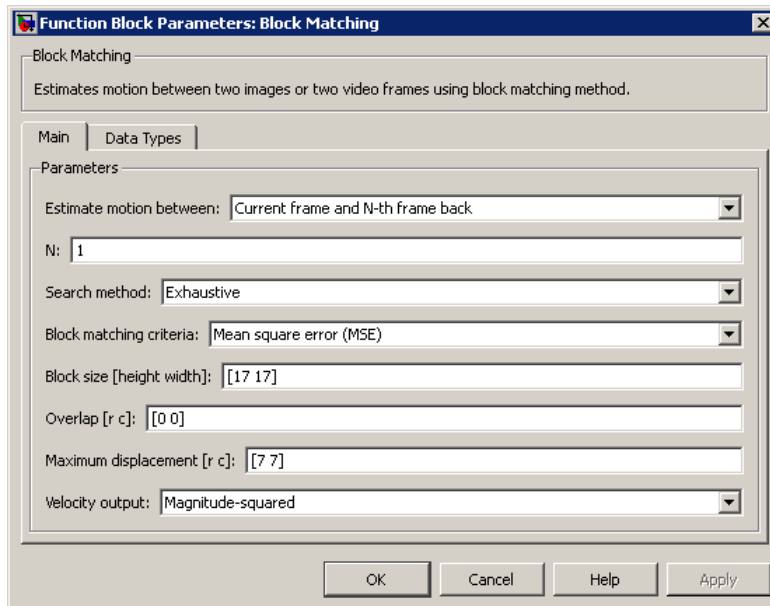 Function Block Parameters: Block Matching
Block Matching
Estimates motion between two images or two video frames using block matching method.
Main Data Types
Parameters
Estimate motion between: Current frame and N-th frame back
N: 1
Search method: Exhaustive
Block matching criteria: Mean square error (MSE)
Block size [height width]: [17 17]
Overlap [r c]: [0 0]
Maximum displacement [r c]: [7 7]
Velocity output: Magnitude-squared
OK Cancel Help Apply